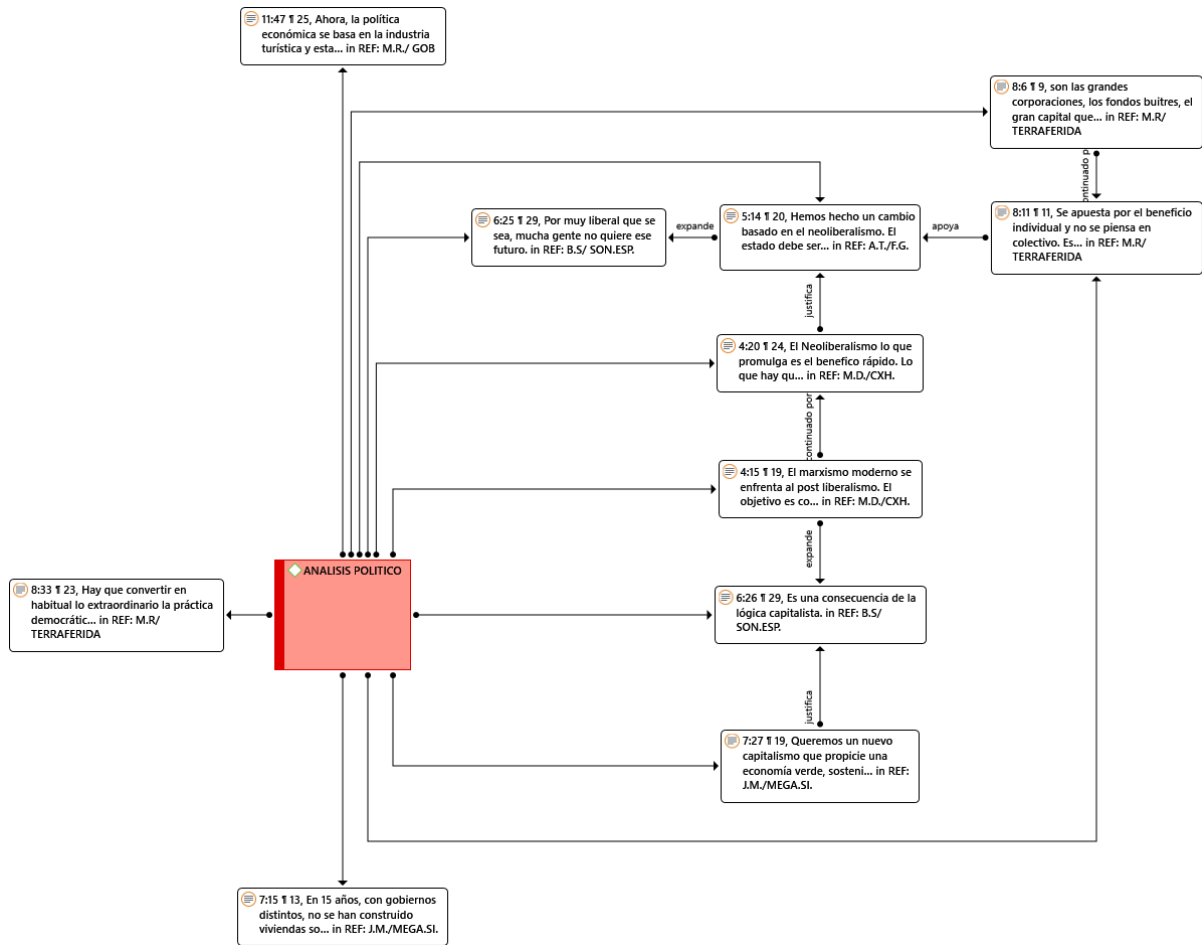 11:47 ¶ 25, Ahora, la política
económica se basa en la industria
turística y esta... in REF: M.R./ GOB
8:6 ¶ 9, son las grandes
corporaciones, los fondos buitres, el
gran capital que... in REF: M.R/
TERRAFERIDA
ontinuado p
6:25 ¶ 29, Por muy liberal que se
sea, mucha gente no quiere ese
futuro. in REF: B.S/ SON.ESP.
expande
5:14 ¶ 20, Hemos hecho un cambio
basado en el neoliberalismo. El
estado debe ser... in REF: A.T./F.G.
apoya
8:11 ¶ 11, Se apuesta por el beneficio
individual y no se piensa en
colectivo. Es... in REF: M.R/
TERRAFERIDA
justifica
4:20 ¶ 24, El Neoliberalismo lo que
promulga es el benefico rápido. Lo
que hay qu... in REF: M.D./CXH.
continuado por
4:15 ¶ 19, El marxismo moderno se
enfrenta al post liberalismo. El
objetivo es co... in REF: M.D./CXH.
expande
ANALISIS POLITICO
8:33 ¶ 23, Hay que convertir en
habitual lo extraordinario la práctica
democrátic... in REF: M.R/
TERRAFERIDA
6:26 ¶ 29, Es una consecuencia de la
lógica capitalista. in REF: B.S/
SON.ESP.
justifica
7:27 ¶ 19, Queremos un nuevo
capitalismo que propicie una
economía verde, sosteni... in REF:
J.M./MEGA.SI.
7:15 ¶ 13, En 15 años, con gobiernos
distintos, no se han construido
viviendas so... in REF: J.M./MEGA.SI.